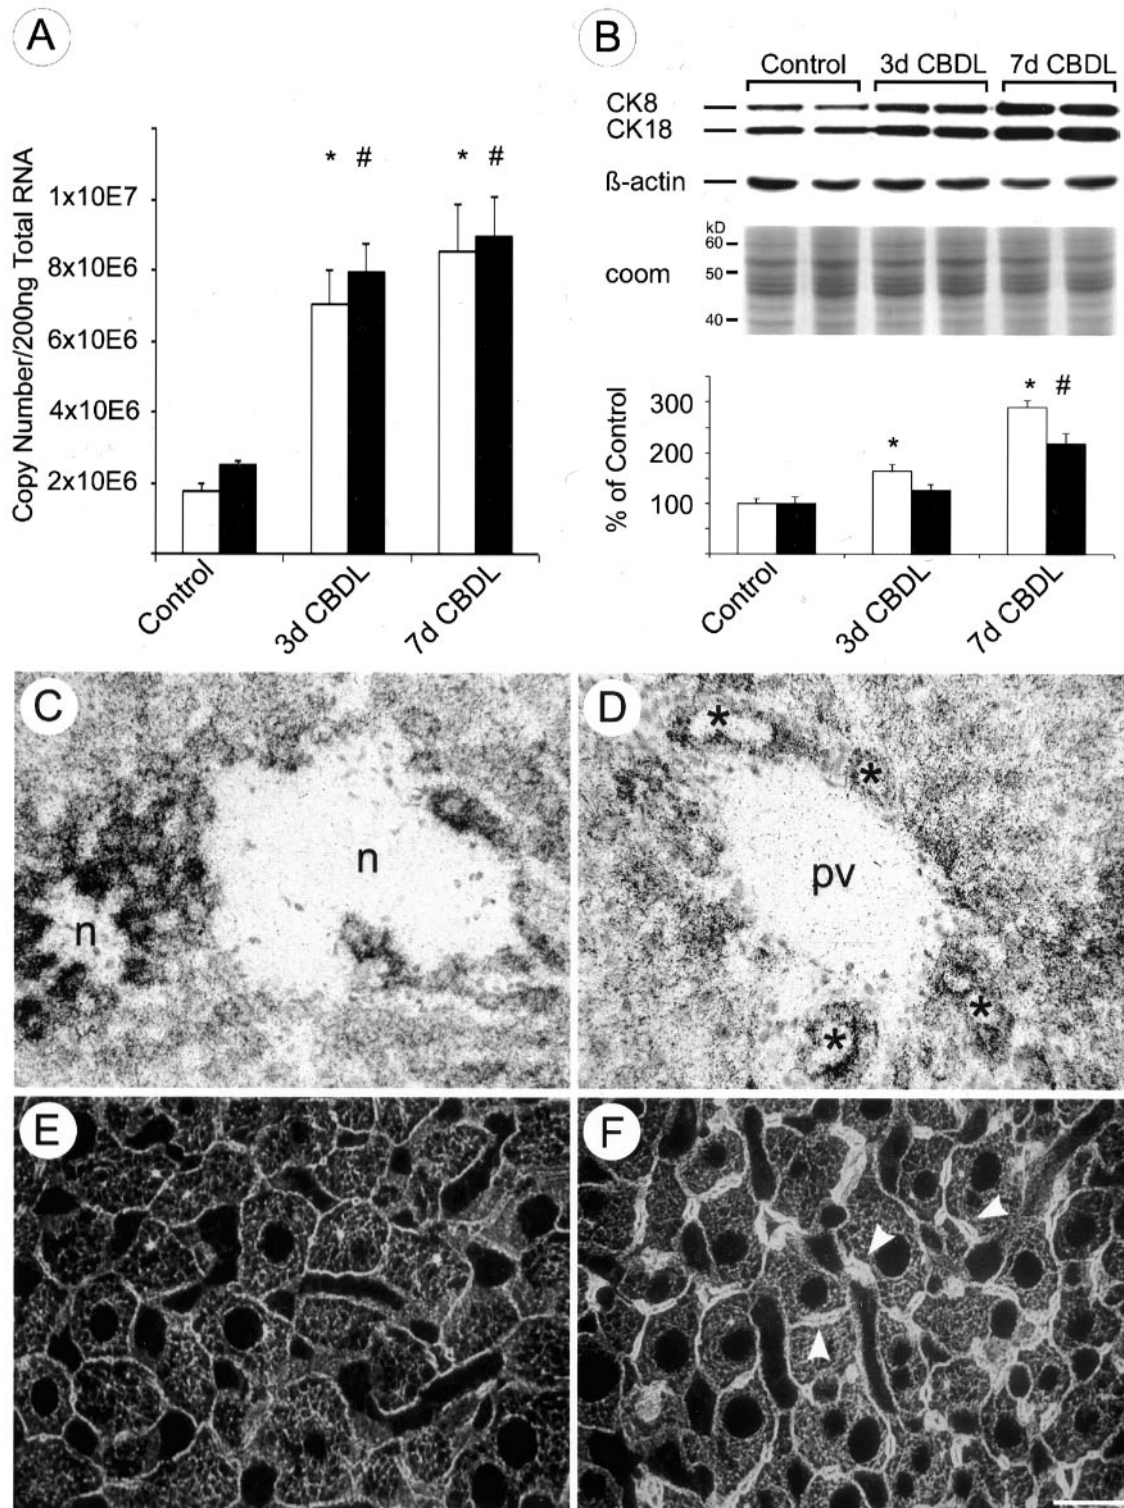 A
Copy Number/200ng Total RNA
1x10E7
8x10E6
6x10E6
4x10E6
2x10E6
* #
* #
Control
3d CBDL
7d CBDL
B
Control 3d CBDL 7d CBDL
CK8
CK18
ß-actin
coom
kD
60
50
40
% of Control
300
200
100
*
* #
Control
3d CBDL
7d CBDL
C
n
n
D
*
*
pv
*
*
E
F